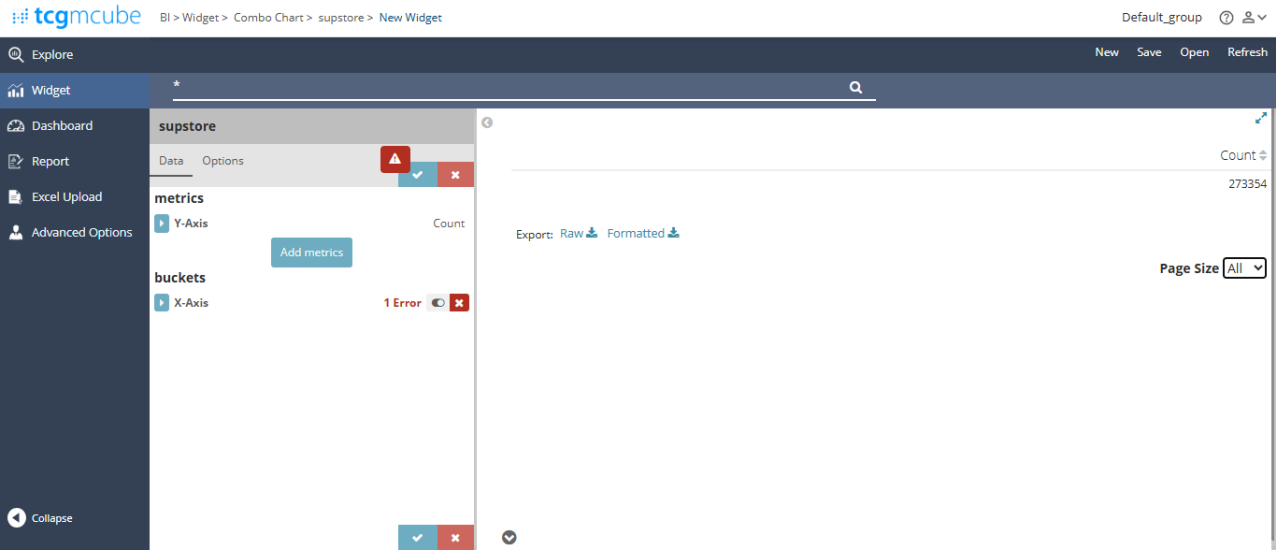 tcgmcube
BI > Widget > Combo Chart > supstore > New Widget
Default_group
Explore
New Save Open Refresh
Widget
*
Dashboard
supstore
Report
Data Options
Count
273354
Excel Upload
metrics
Y-Axis Count
Advanced Options
Export: Raw Formatted
Add metrics
Page Size All
buckets
X-Axis 1 Error
Collapse